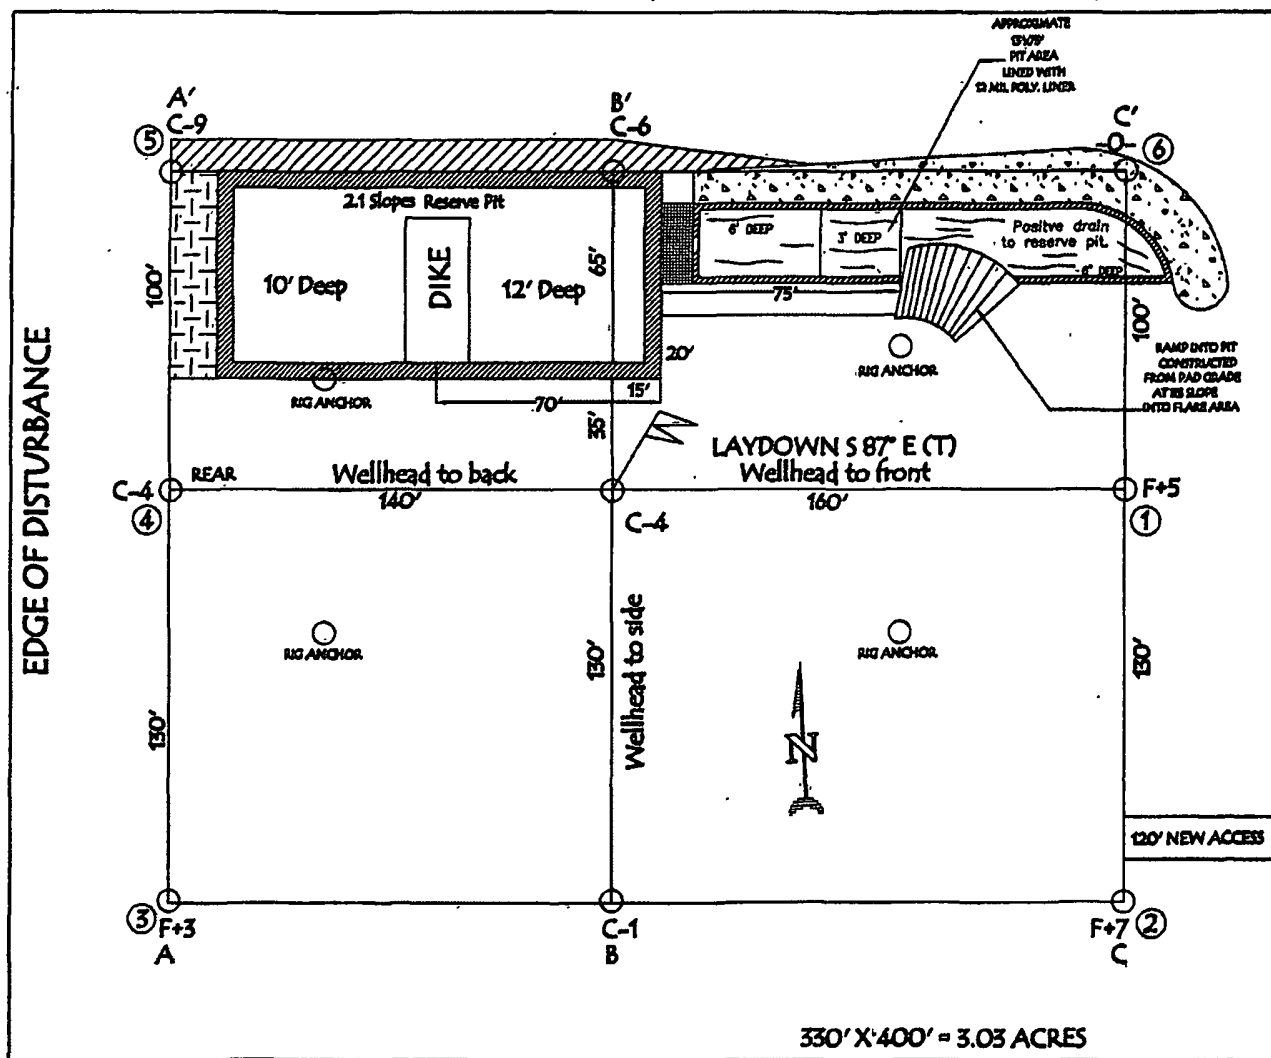 APPROXIMATE
PIT AREA
LINED WITH
12 MIL POLY. LINER
A'
C-9
B'
C-6
C'
-0-
5
6
2:1 Slopes Reserve Pit
6' DEEP
3' DEEP
Positve drain
to reserve pit.
6' DEEP
100'
10' Deep
DIKE
12' Deep
65'
75'
100'
20'
RIG ANCHOR
RIG ANCHOR
15'
70'
35'
RAMP INTO PIT
CONSTRUCTED
FROM PAD GRADE
INTO FLARE AREA
EDGE OF DISTURBANCE
LAYDOWN S 87° E (T)
REAR
Wellhead to back
Wellhead to front
C-4
140'
160'
F+5
4
C-4
1
RIG ANCHOR
RIG ANCHOR
130'
130'
Wellhead to side
130'
N
120' NEW ACCESS
3
F+3
C-1
F+7
2
A
B
C
330' X 400' = 3.03 ACRES